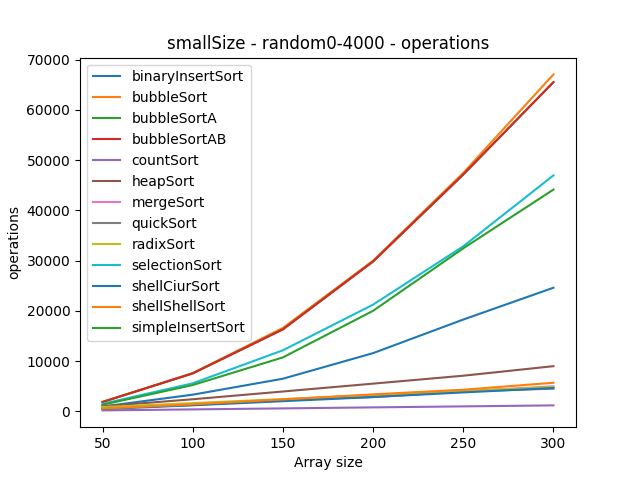 smallSize - random0-4000 - operations
70000
60000
50000
40000
30000
20000
10000
0
operations
binaryInsertSort
bubbleSort
bubbleSortA
bubbleSortAB
countSort
heapSort
mergeSort
quickSort
radixSort
selectionSort
shellCiurSort
shellShellSort
simpleInsertSort
50 100 150 200 250 300
Array size